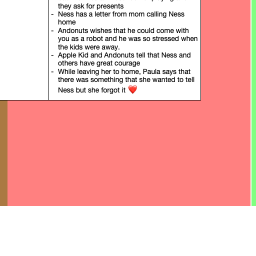 they ask for presents
- Ness has a letter from mom calling Ness
home
- Andonuts wishes that he could come with
you as a robot and he was so stressed when
the kids were away.
- Apple Kid and Andonuts tell that Ness and
others have great courage
- While leaving her to home, Paula says that
there was something that she wanted to tell
Ness but she forgot it ❤️